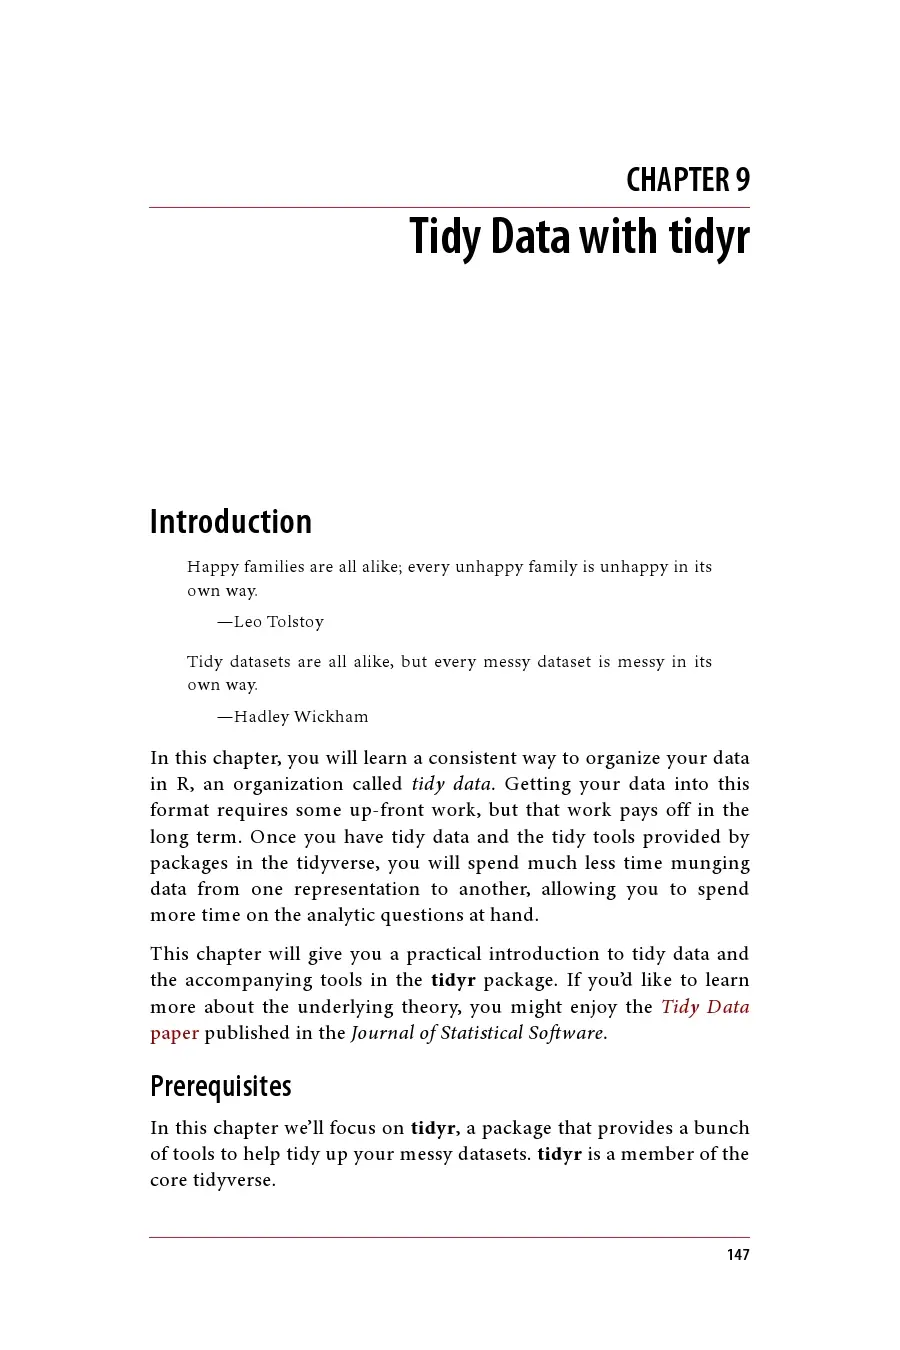 CHAPTER 9
Tidy Data with tidyr
Introduction
Happy families are all alike; every unhappy family is unhappy in its
own way.
—Leo Tolstoy
Tidy datasets are all alike, but every messy dataset is messy in its
own way.
—Hadley Wickham
In this chapter, you will learn a consistent way to organize your data
in R, an organization called tidy data. Getting your data into this
format requires some up-front work, but that work pays off in the
long term. Once you have tidy data and the tidy tools provided by
packages in the tidyverse, you will spend much less time munging
data from one representation to another, allowing you to spend
more time on the analytic questions at hand.
This chapter will give you a practical introduction to tidy data and
the accompanying tools in the tidyr package. If you’d like to learn
more about the underlying theory, you might enjoy the Tidy Data
paper published in the Journal of Statistical Software.
Prerequisites
In this chapter we’ll focus on tidyr, a package that provides a bunch
of tools to help tidy up your messy datasets. tidyr is a member of the
core tidyverse.
147